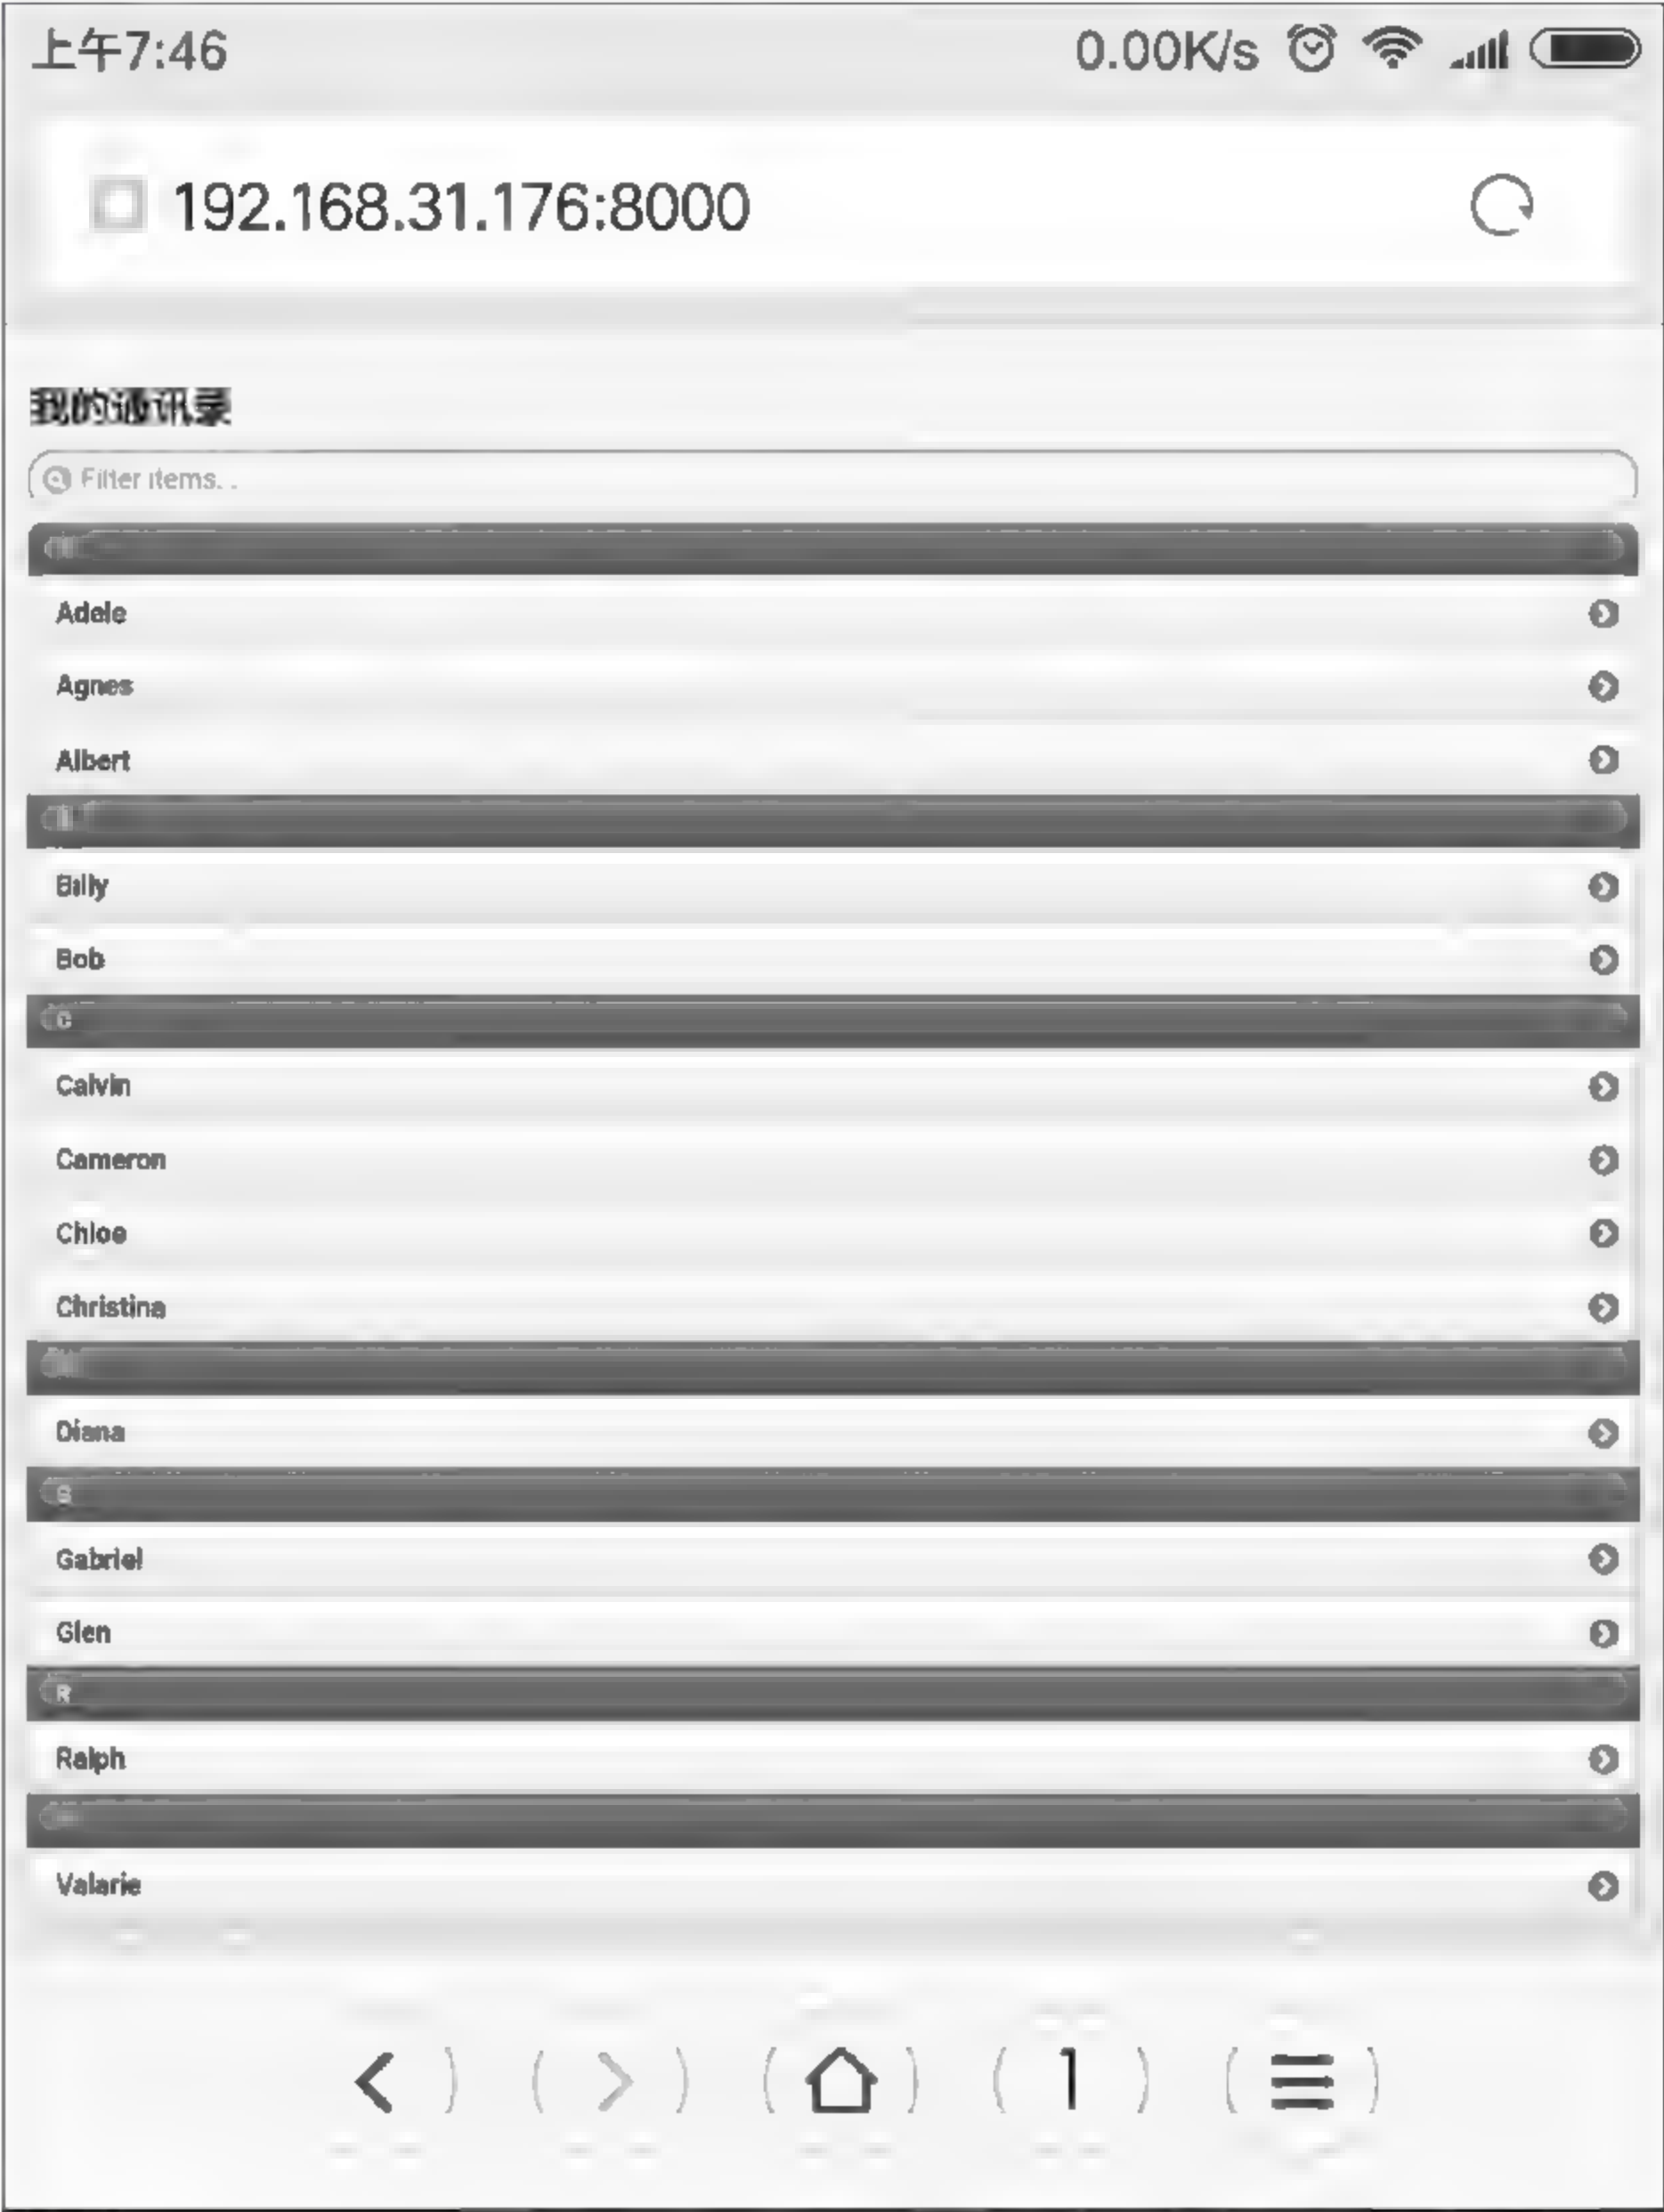 上午7:46 0.00K/s
192.168.31.176:8000
我的通讯录
Filter items...
Adele
Agnes
Albert
Billy
Bob
C
Calvin
Cameron
Chloe
Christina
Diana
G
Gabriel
Glen
R
Ralph
Valarie
1